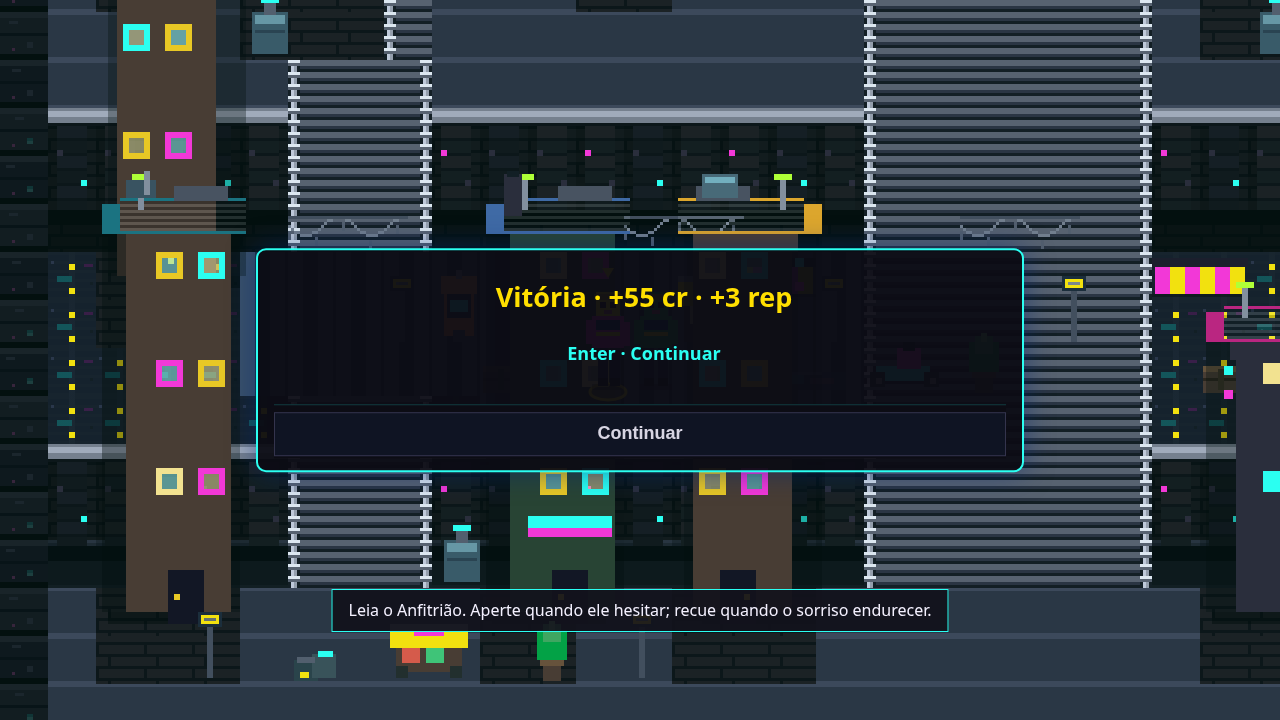 Vitória · +55 cr · +3 rep
Enter · Continuar
Continuar
Leia o Anfitrião. Aperte quando ele hesitar; recue quando o sorriso endurecer.